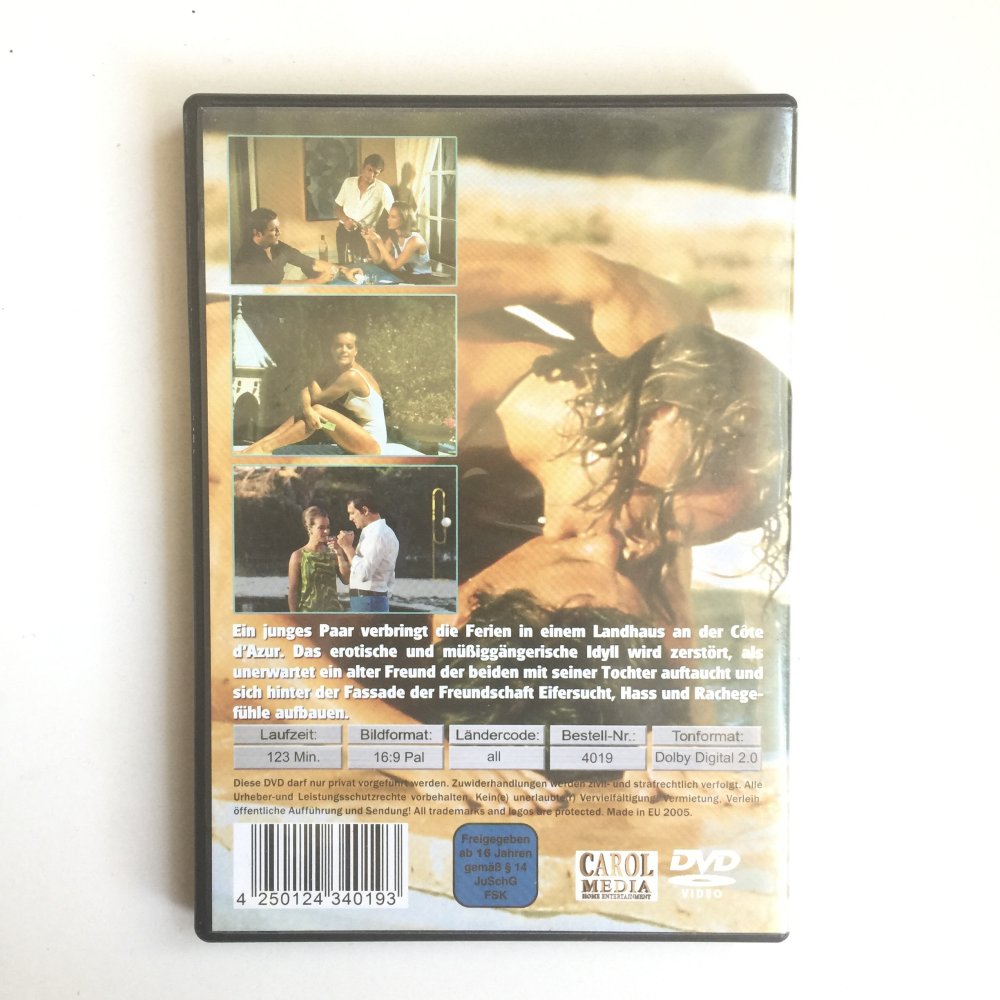 Ein junges Paar verbringt die Ferien in einem Landhaus an der Côte
d'Azur. Das erotische und müßiggängerische Idyll wird zerstört, als
unerwartet ein alter Freund der beiden mit seiner Tochter auftaucht und
sich hinter der Fassade der Freundschaft Eifersucht, Hass und Rachege-
fühle aufbauen.
Laufzeit: Bildformat: Ländercode: Bestell-Nr.: Tonformat:
123 Min. 16:9 Pal all 4019 Dolby Digital 2.0
Diese DVD darf nur privat vorgeführt werden. Zuwiderhandlungen werden zivil- und strafrechtlich verfolgt. Alle
Urheber-und Leistungsschutzrechte vorbehalten. Kein(e) unerlaubte(r) Vervielfältigung, Vermietung, Verleih,
öffentliche Aufführung und Sendung! All trademarks and logos are protected. Made in EU 2005.
4 250124 340193
Freigegeben
ab 16 Jahren
gemäß § 14
JuSchG
FSK
CAROL
MEDIA
HOME ENTERTAINMENT
DVD
VIDEO